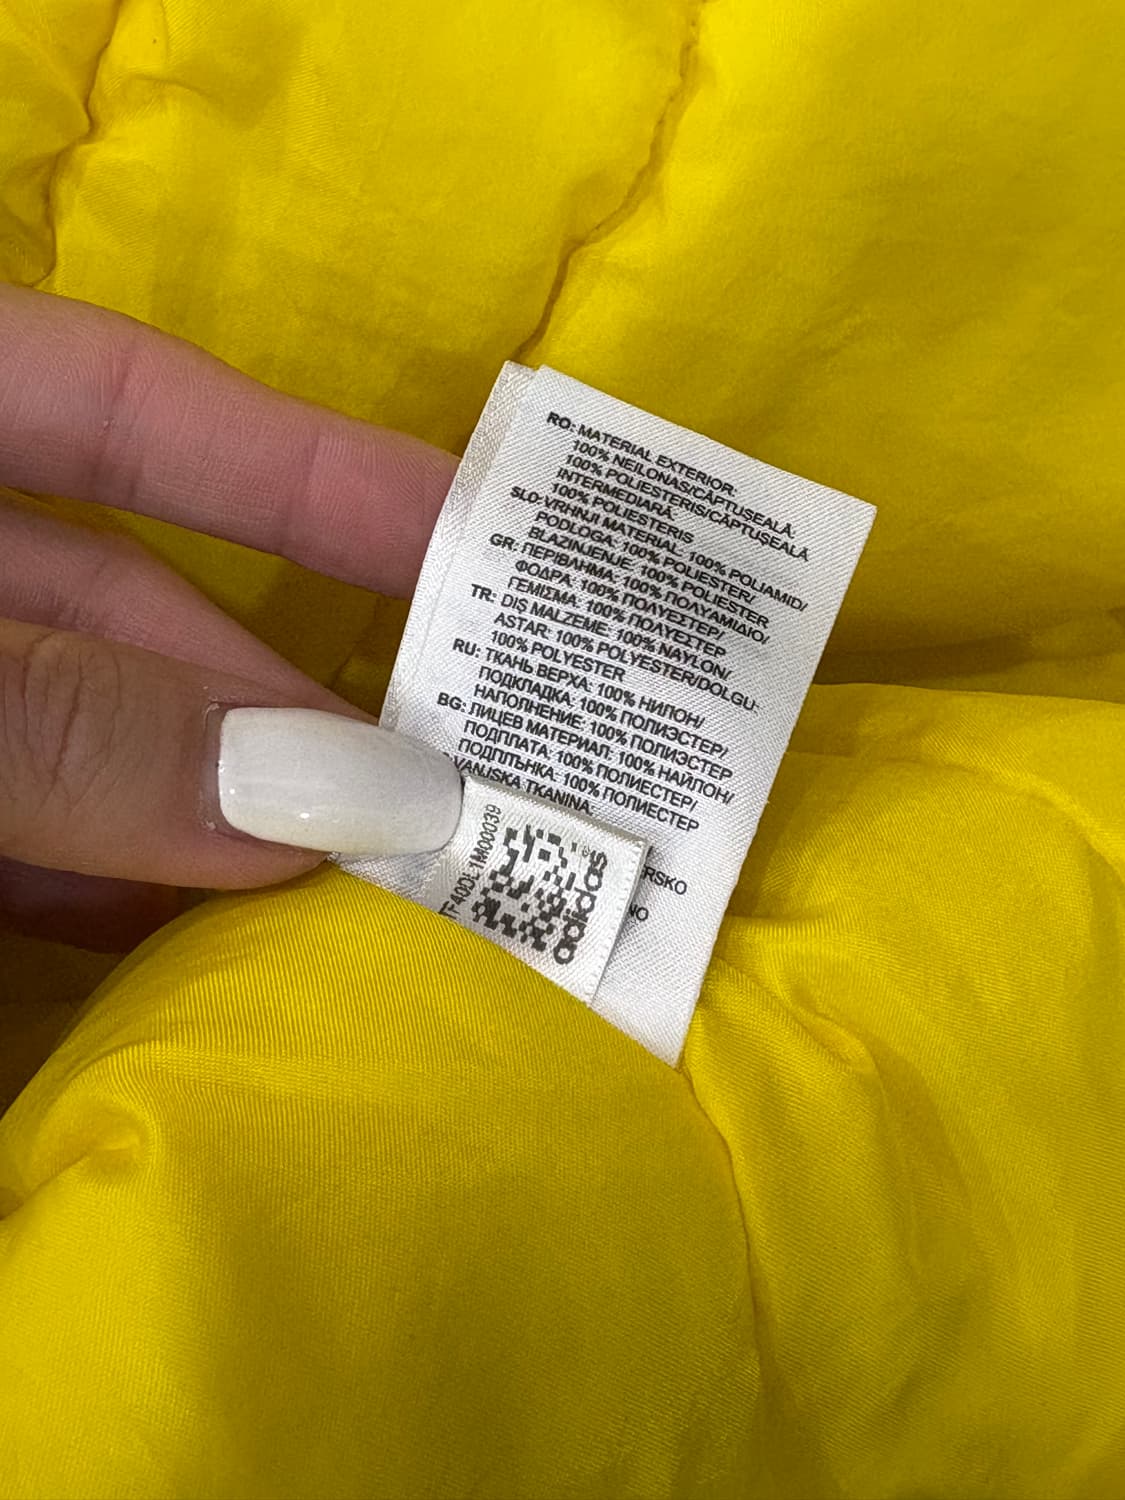 RO: MATERIAL EXTERIOR:
100% NEILONAS/CĂPTUȘEALĂ.
100% POLIESTERIS/CĂPTUȘEALĂ
INTERMEDIARĂ.
100% POLIESTERIS
SLO: VRHNJI MATERIAL: 100% POLIAMID/
PODLOGA: 100% POLIESTER/
BLAZINJENJE: 100% POLIESTER
GR: ΠΕΡΙΒΛΗΜΑ: 100% ΠΟΛΥΑΜΙΔΙΟ/
ΦΟΔΡΑ: 100% ΠΟΛΥΕΣΤΕΡ/
ΓΕΜΙΣΜΑ: 100% ΠΟΛΥΕΣΤΕΡ
TR: DIŞ MALZEME: 100% NAYLON/
ASTAR: 100% POLYESTER/DOLGU:
100% POLYESTER
RU: ТКАНЬ ВЕРХА: 100% НИЛОН/
ПОДКЛАДКА: 100% ПОЛИЭСТЕР/
НАПОЛНЕНИЕ: 100% ПОЛИЭСТЕР
BG: ЛИЦЕВ МАТЕРИАЛ: 100% НАЙЛОН/
ПОДПЛАТА: 100% ПОЛИЕСТЕР/
ПОДПЛЪНКА: 100% ПОЛИЕСТЕР
VANJSKA TKANINA.
RSKO
NO
1M00039
adidas